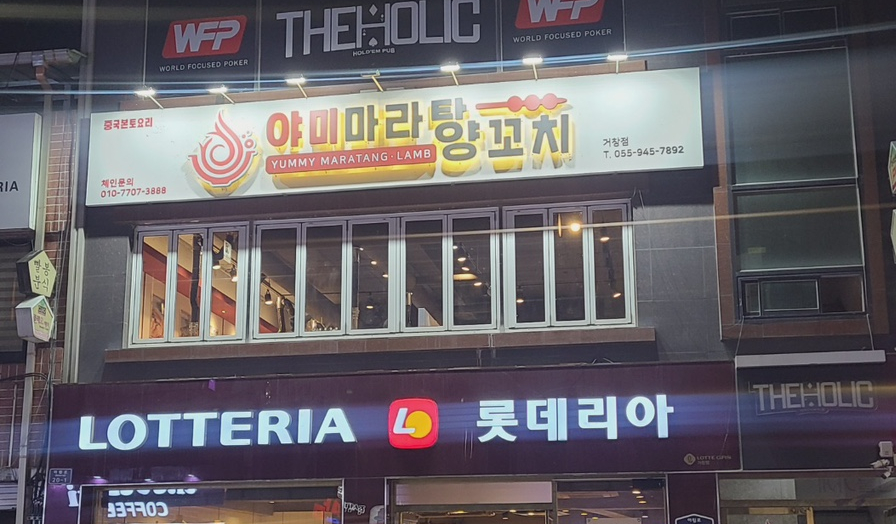 WFP
WORLD FOCUSED POKER
THEHOLIC
HOLD'EM PUB
WFP
WORLD FOCUSED POKER
중국본토요리
야미마라탕양꼬치
YUMMY MARATANG·LAMB
체인문의
010-7707-3888
거창점
T. 055-945-7892
RIA
LOTTERIA
롯데리아
THEHOLIC
COFFEE